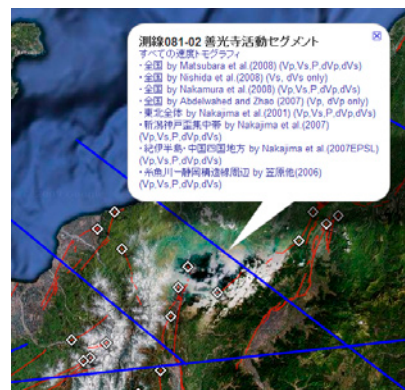 測線081-02 善光寺活動セグメント
すべての速度トモグラフィ
・全国 by Matsubara et al.(2008) (Vp,Vs,P,dVp,dVs)
・全国 by Nishida et al.(2008) (Vs, dVs only)
・全国 by Nakamura et al.(2008) (Vp,Vs,P,dVp,dVs)
・全国 by Abdelwahed and Zhao (2007) (Vp, dVp only)
・東北全体 by Nakajima et al.(2001) (Vp,Vs,P,dVp,dVs)
・新潟神戸歪集中帯 by Nakajima et al.(2007)
(Vp,Vs,P,dVp,dVs)
・紀伊半島・中国四国地方 by Nakajima et al.(2007EPSL)
(Vp,Vs,P,dVp,dVs)
・糸魚川ー静岡構造線周辺 by 笠原他(2006)
(Vp,Vs,P,dVp,dVs)